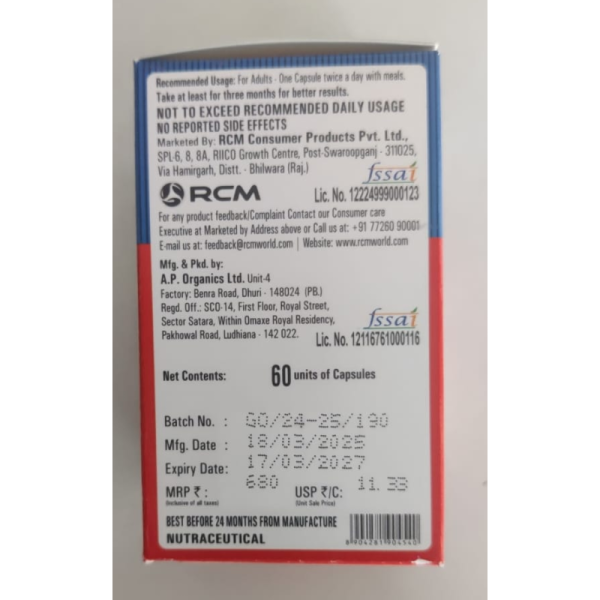 Recommended Usage: For Adults - One Capsule twice a day with meals.
Take at least for three months for better results.
NOT TO EXCEED RECOMMENDED DAILY USAGE
NO REPORTED SIDE EFFECTS
Marketed By: RCM Consumer Products Pvt. Ltd.,
SPL-6, 8, 8A, RIICO Growth Centre, Post-Swaroopganj - 311025,
Via Hamirgarh, Distt. - Bhilwara (Raj.)
fssai
RCM
Lic. No. 12224999000123
For any product feedback/Complaint Contact our Consumer care
Executive at Marketed by Address above or Call us at: +91 77260 90001
E-mail us at: feedback@rcmworld.com | Website: www.rcmworld.com
Mfg. & Pkd. by:
A.P. Organics Ltd. Unit-4
Factory: Benra Road, Dhuri - 148024 (PB.)
Regd. Off.: SCO-14, First Floor, Royal Street,
Sector Satara, Within Omaxe Royal Residency,
Pakhowal Road, Ludhiana - 142 022.
fssai
Lic. No. 12116761000116
Net Contents: 60 units of Capsules
Batch No. : GO/24-25/190
Mfg. Date : 18/03/2025
Expiry Date: 17/03/2027
MRP ₹ : 680 USP ₹/C: 11.33
(Inclusive of all taxes) (Unit Sale Price)
BEST BEFORE 24 MONTHS FROM MANUFACTURE
NUTRACEUTICAL
8904281904540